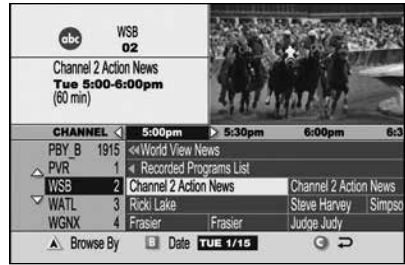 abc
WSB
02
Channel 2 Action News
Tue 5:00-6:00pm
(60 min)
CHANNEL 5:00pm 5:30pm 6:00pm 6:3
PBY_B 1915 «World View News
PVR 1 Recorded Programs List
WSB 2 Channel 2 Action News Channel 2 Action News
WATL 3 Ricki Lake Steve Harvey Simpso
WGNX 4 Frasier Frasier Judge Judy
A Browse By B Date TUE 1/15 C